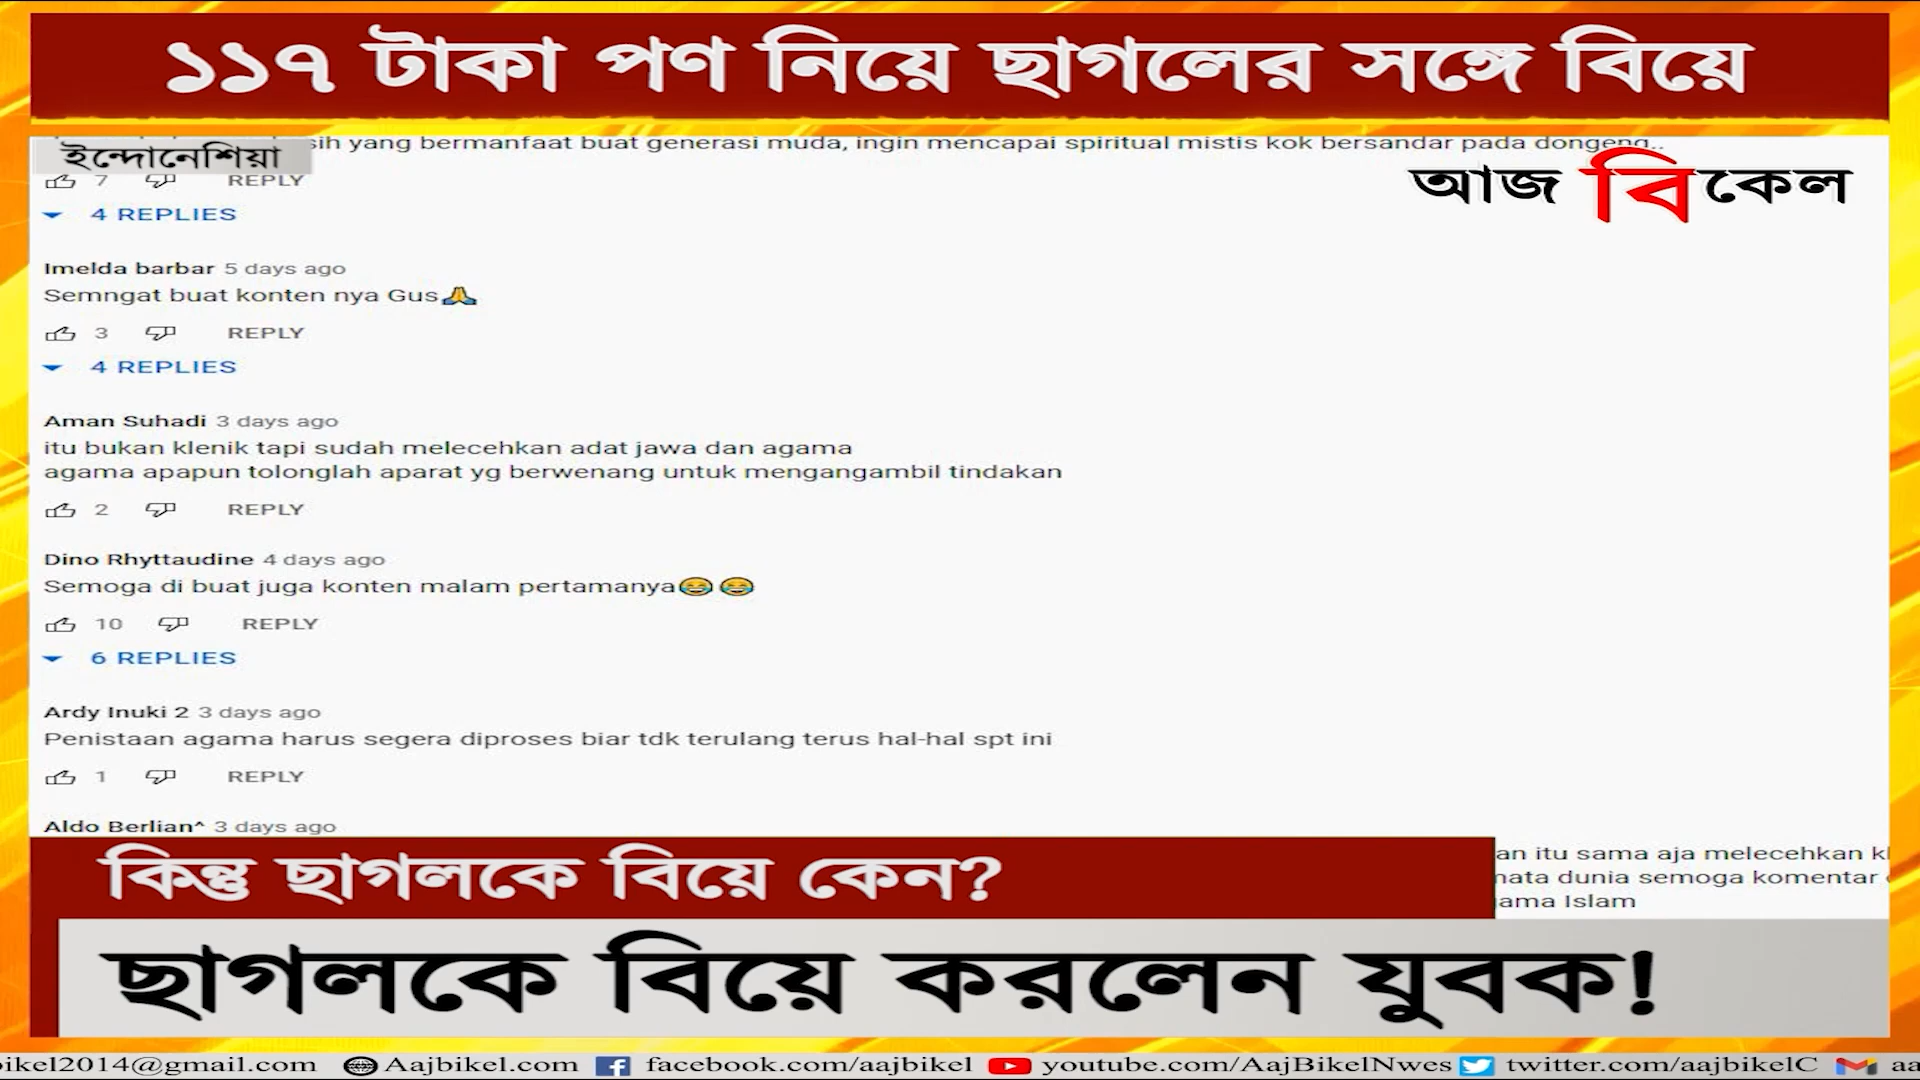 ১১৭ টাকা পণ নিয়ে ছাগলের সঙ্গে বিয়ে
yang bermanfaat buat generasi muda, ingin mencapai spiritual mistis kok bersandar pada dongeng..
ইন্দোনেশিয়া
আজ বিকেল
7 REPLY
4 REPLIES
Imelda barbar 5 days ago
Semngat buat konten nya Gus🙏
3 REPLY
4 REPLIES
Aman Suhadi 3 days ago
itu bukan klenik tapi sudah melecehkan adat jawa dan agama
agama apapun tolonglah aparat yg berwenang untuk mengangambil tindakan
2 REPLY
Dino Rhyttaudine 4 days ago
Semoga di buat juga konten malam pertamanya😂😂
10 REPLY
6 REPLIES
Ardy Inuki 2 3 days ago
Penistaan agama harus segera diproses biar tdk terulang terus hal-hal spt ini
1 REPLY
Aldo Berlian^ 3 days ago
an itu sama aja melecehkan
nata dunia semoga komentar
ama Islam
কিন্তু ছাগলকে বিয়ে কেন?
ছাগলকে বিয়ে করলেন যুবক!
ikel2014@gmail.com Aajbikel.com facebook.com/aajbikel youtube.com/AajBikelNwes twitter.com/aajbikelC aa